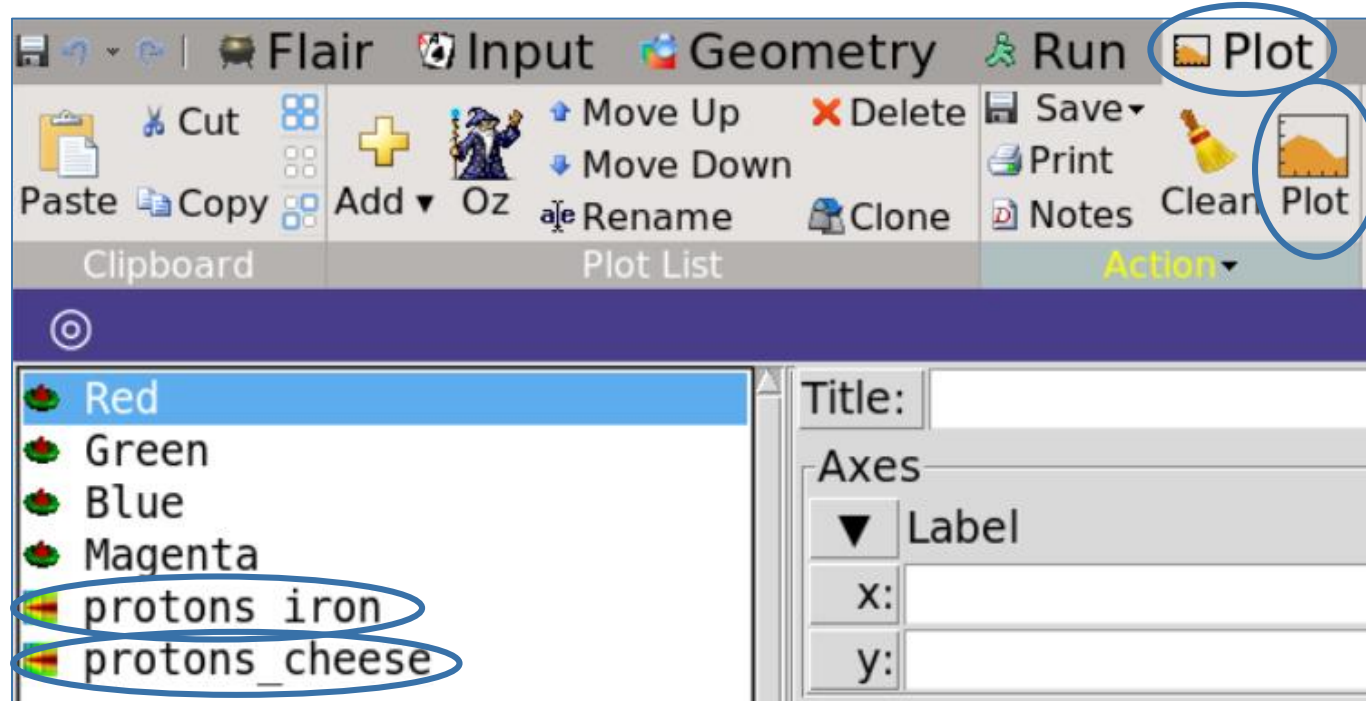 Flair Input Geometry Run Plot
Cut Move Up Delete Save
Move Down Print
Paste Copy Add Oz Rename Clone Notes Clean Plot
Clipboard Plot List Action
Red Title:
Green
Axes
Blue Label
Magenta
protons_iron x:
protons_cheese y: